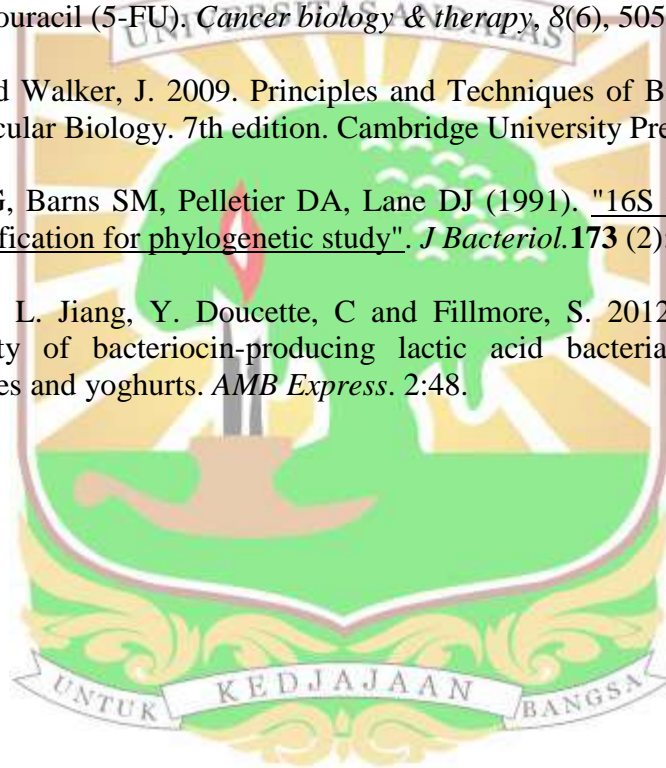 ouracil (5-FU). Cancer biology & therapy, 8(6), 505
UNIVERSITAS ANDALAS
d Walker, J. 2009. Principles and Techniques of B
cular Biology. 7th edition. Cambridge University Pre
G, Barns SM, Pelletier DA, Lane DJ (1991). "16S
ification for phylogenetic study". J Bacteriol.173 (2):
L. Jiang, Y. Doucette, C and Fillmore, S. 2012
ty of bacteriocin-producing lactic acid bacteria
es and yoghurts. AMB Express. 2:48.
UNTUK KEDJAJAAN BANGSA